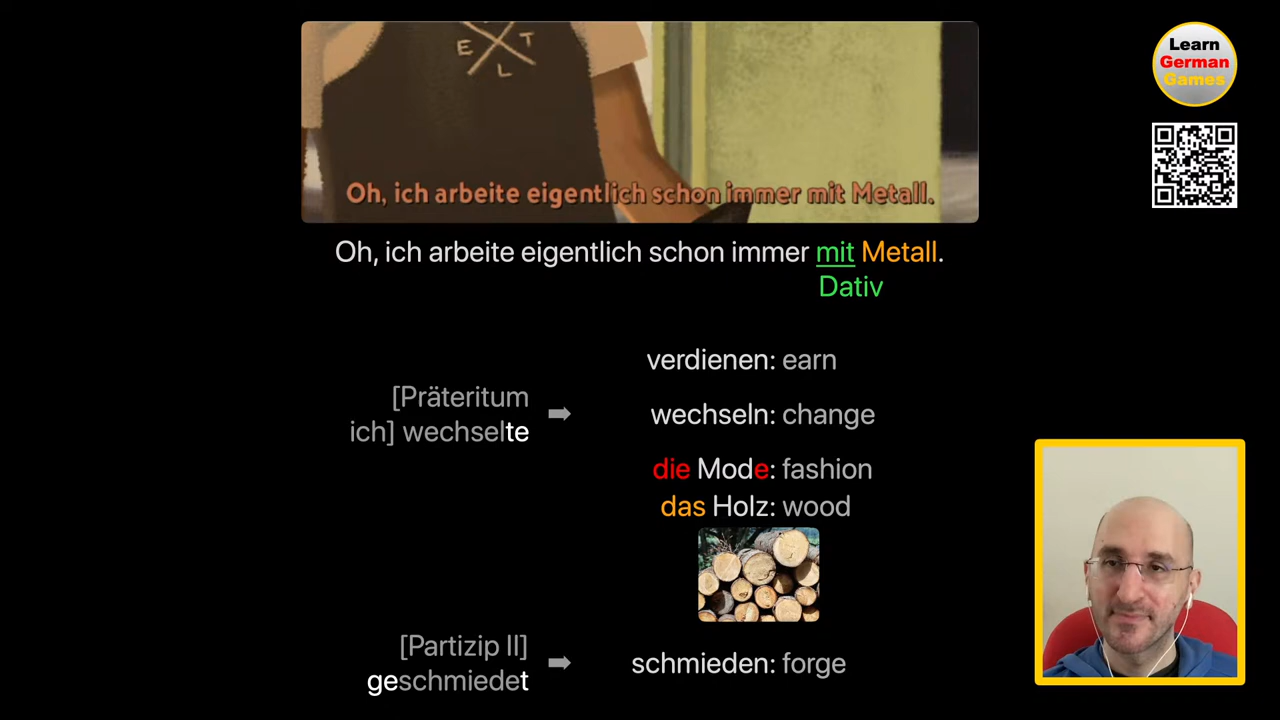 E T
L
Oh, ich arbeite eigentlich schon immer mit Metall.
Learn
German
Games
Oh, ich arbeite eigentlich schon immer mit Metall.
Dativ
verdienen: earn
[Präteritum
ich] wechselte ➡ wechseln: change
die Mode: fashion
das Holz: wood
[Partizip II]
geschmiedet ➡ schmieden: forge